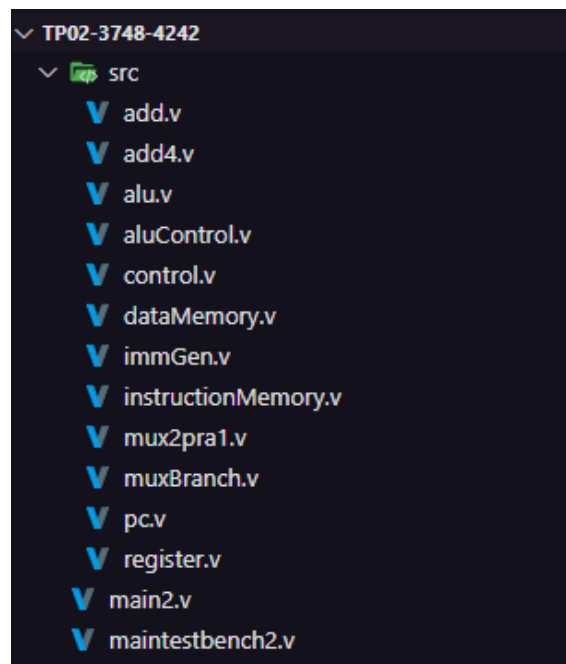 TP02-3748-4242
src
add.v
add4.v
alu.v
aluControl.v
control.v
dataMemory.v
immGen.v
instructionMemory.v
mux2pra1.v
muxBranch.v
pc.v
register.v
main2.v
maintestbench2.v